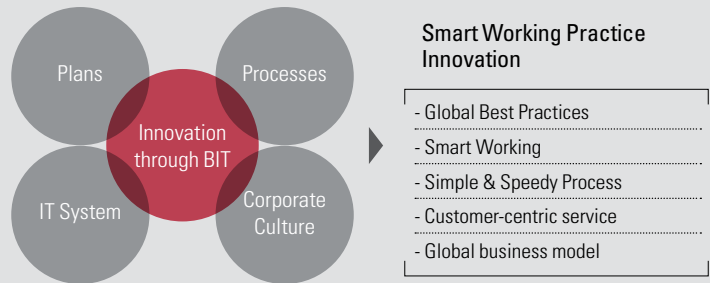 Plans
Processes
Innovation
through BIT
IT System
Corporate
Culture
Smart Working Practice
Innovation
- Global Best Practices
- Smart Working
- Simple & Speedy Process
- Customer-centric service
- Global business model